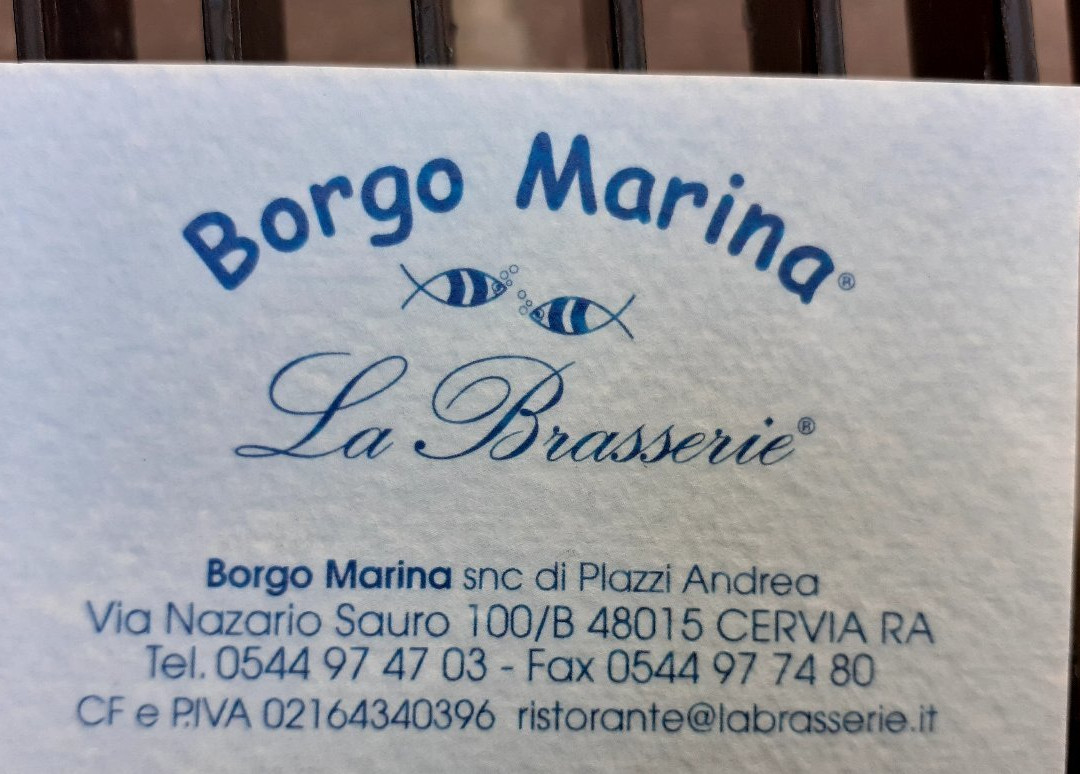 Borgo Marina®
La Brasserie®
Borgo Marina snc di Plazzi Andrea
Via Nazario Sauro 100/B 48015 CERVIA RA
Tel. 0544 97 47 03 - Fax 0544 97 74 80
CF e P.IVA 02164340396 ristorante@labrasserie.it